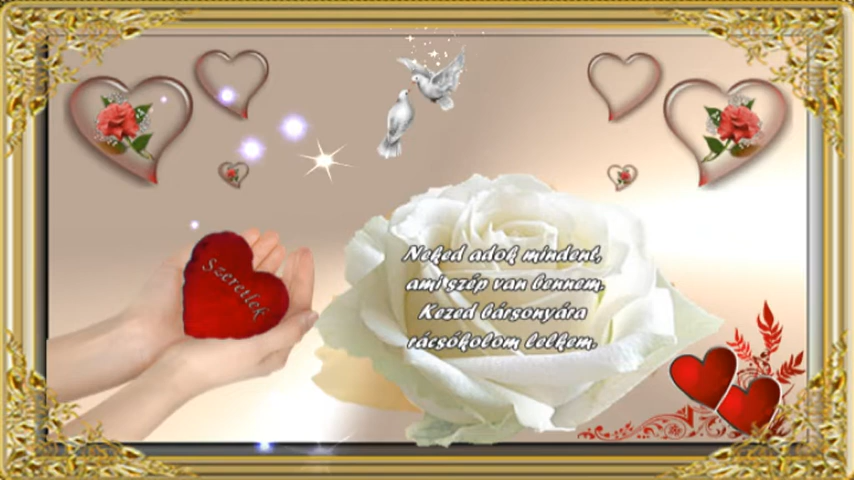 Szeretlek
Neked adok mindent,
ami szép van bennem.
Kezed bársonyára
rácsókolom lelkem.